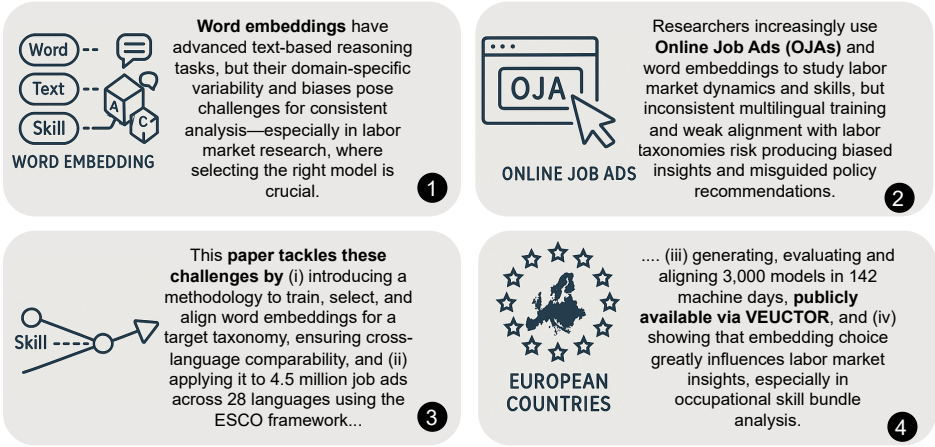 Word
Text
Skill
A
C
WORD EMBEDDING
Word embeddings have
advanced text-based reasoning
tasks, but their domain-specific
variability and biases pose
challenges for consistent
analysis—especially in labor
market research, where
selecting the right model is
crucial.
1
OJA
ONLINE JOB ADS
Researchers increasingly use
Online Job Ads (OJAs) and
word embeddings to study labor
market dynamics and skills, but
inconsistent multilingual training
and weak alignment with labor
taxonomies risk producing biased
insights and misguided policy
recommendations.
2
Skill
This paper tackles these
challenges by (i) introducing a
methodology to train, select, and
align word embeddings for a
target taxonomy, ensuring cross-
language comparability, and (ii)
applying it to 4.5 million job ads
across 28 languages using the
ESCO framework...
3
EUROPEAN
COUNTRIES
.... (iii) generating, evaluating and
aligning 3,000 models in 142
machine days, publicly
available via VEUCTOR, and (iv)
showing that embedding choice
greatly influences labor market
insights, especially in
occupational skill bundle
analysis.
4